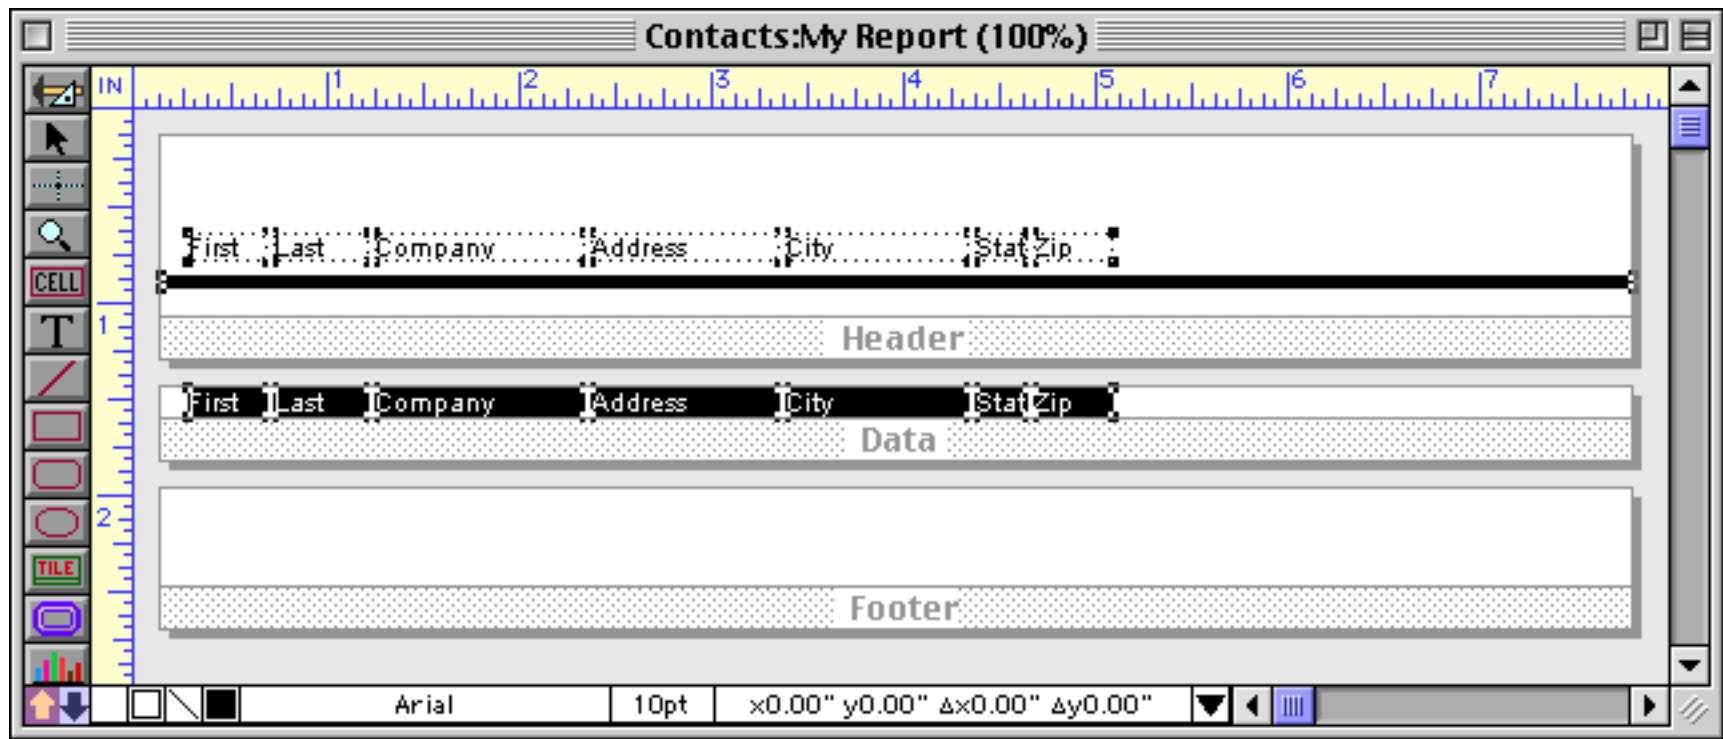 Contacts:My Report (100%)
IN 1 2 3 4 5 6 7
First Last Company Address City Stat Zip
CELL
T
1
Header
First Last Company Address City Stat Zip
Data
2
TILE
Footer
Arial 10pt x0.00" y0.00" Δx0.00" Δy0.00"